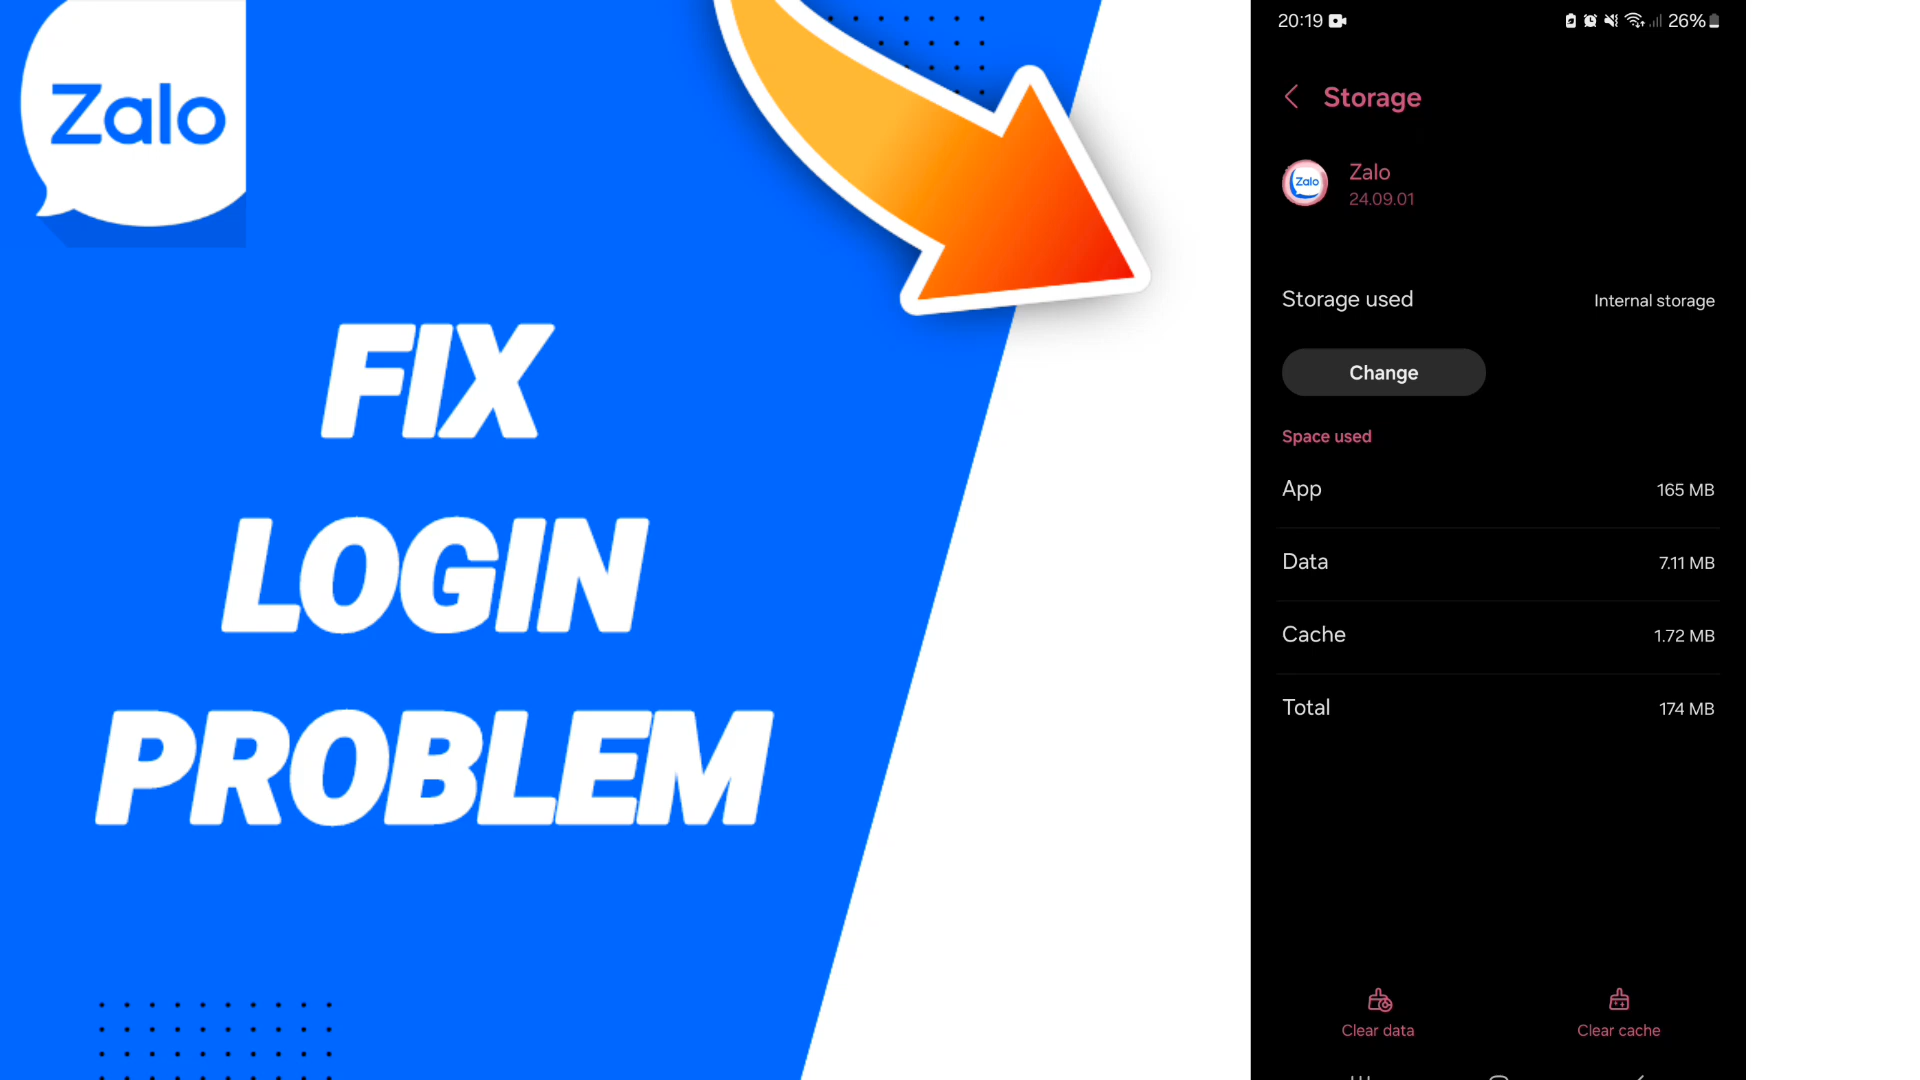 Zalo
FIX
LOGIN
PROBLEM
20:19
26%
Storage
Zalo
Zalo
24.09.01
Storage used
Internal storage
Change
Space used
App
165 MB
Data
7.11 MB
Cache
1.72 MB
Total
174 MB
Clear data
Clear cache